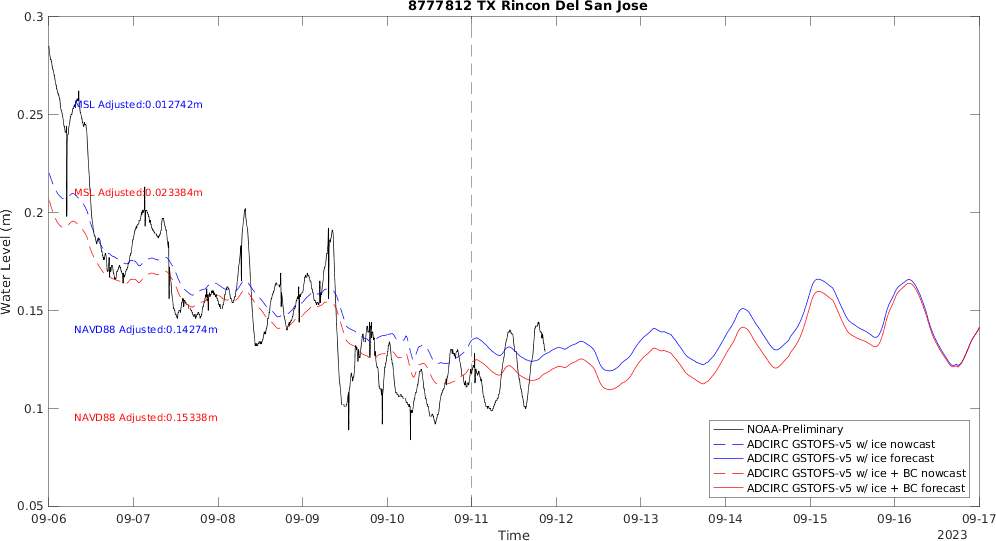 8777812 TX Rincon Del San Jose
0.3
0.25
0.2
0.15
0.1
0.05
Water Level (m)
MSL Adjusted:0.012742m
MSL Adjusted:0.023384m
NAVD88 Adjusted:0.14274m
NAVD88 Adjusted:0.15338m
NOAA-Preliminary
ADCIRC GSTOFS-v5 w/ ice nowcast
ADCIRC GSTOFS-v5 w/ ice forecast
ADCIRC GSTOFS-v5 w/ ice + BC nowcast
ADCIRC GSTOFS-v5 w/ ice + BC forecast
09-06 09-07 09-08 09-09 09-10 09-11 09-12 09-13 09-14 09-15 09-16 09-17
Time
2023